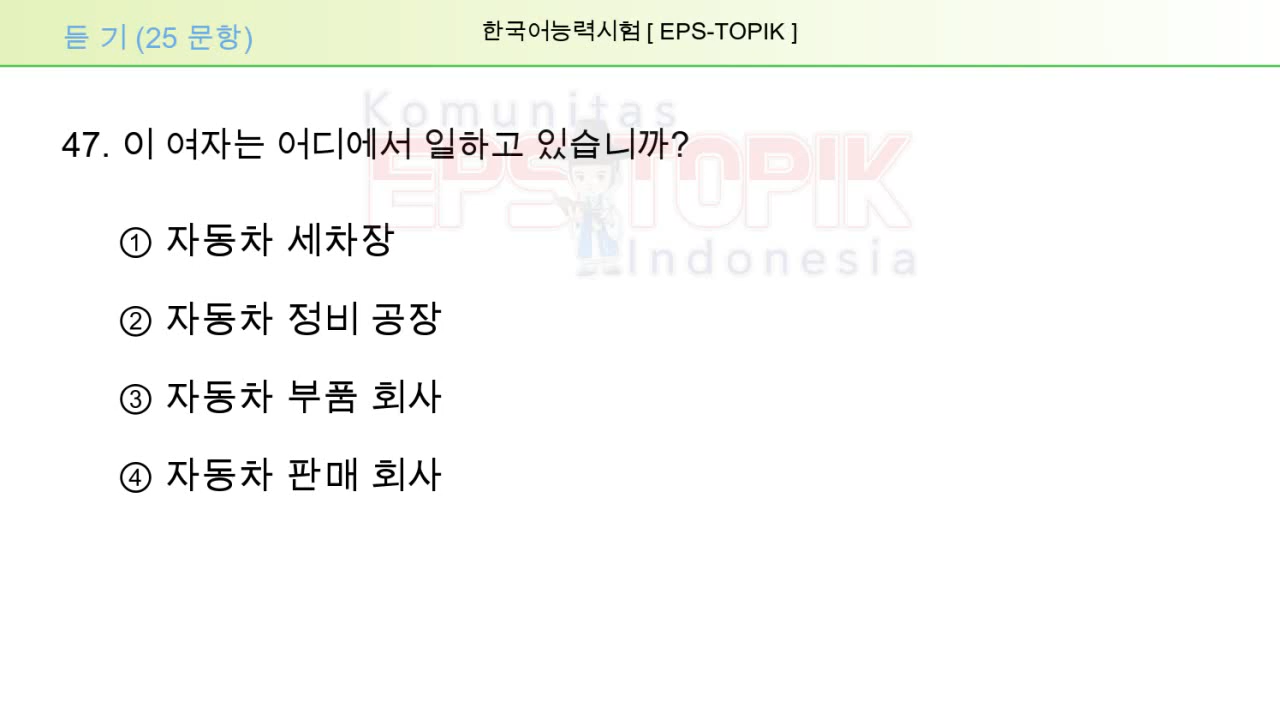 듣 기 (25 문항)
한국어능력시험 [ EPS-TOPIK ]
Komunitas
EPS TOPIK
Indonesia
47. 이 여자는 어디에서 일하고 있습니까?
① 자동차 세차장
② 자동차 정비 공장
③ 자동차 부품 회사
④ 자동차 판매 회사